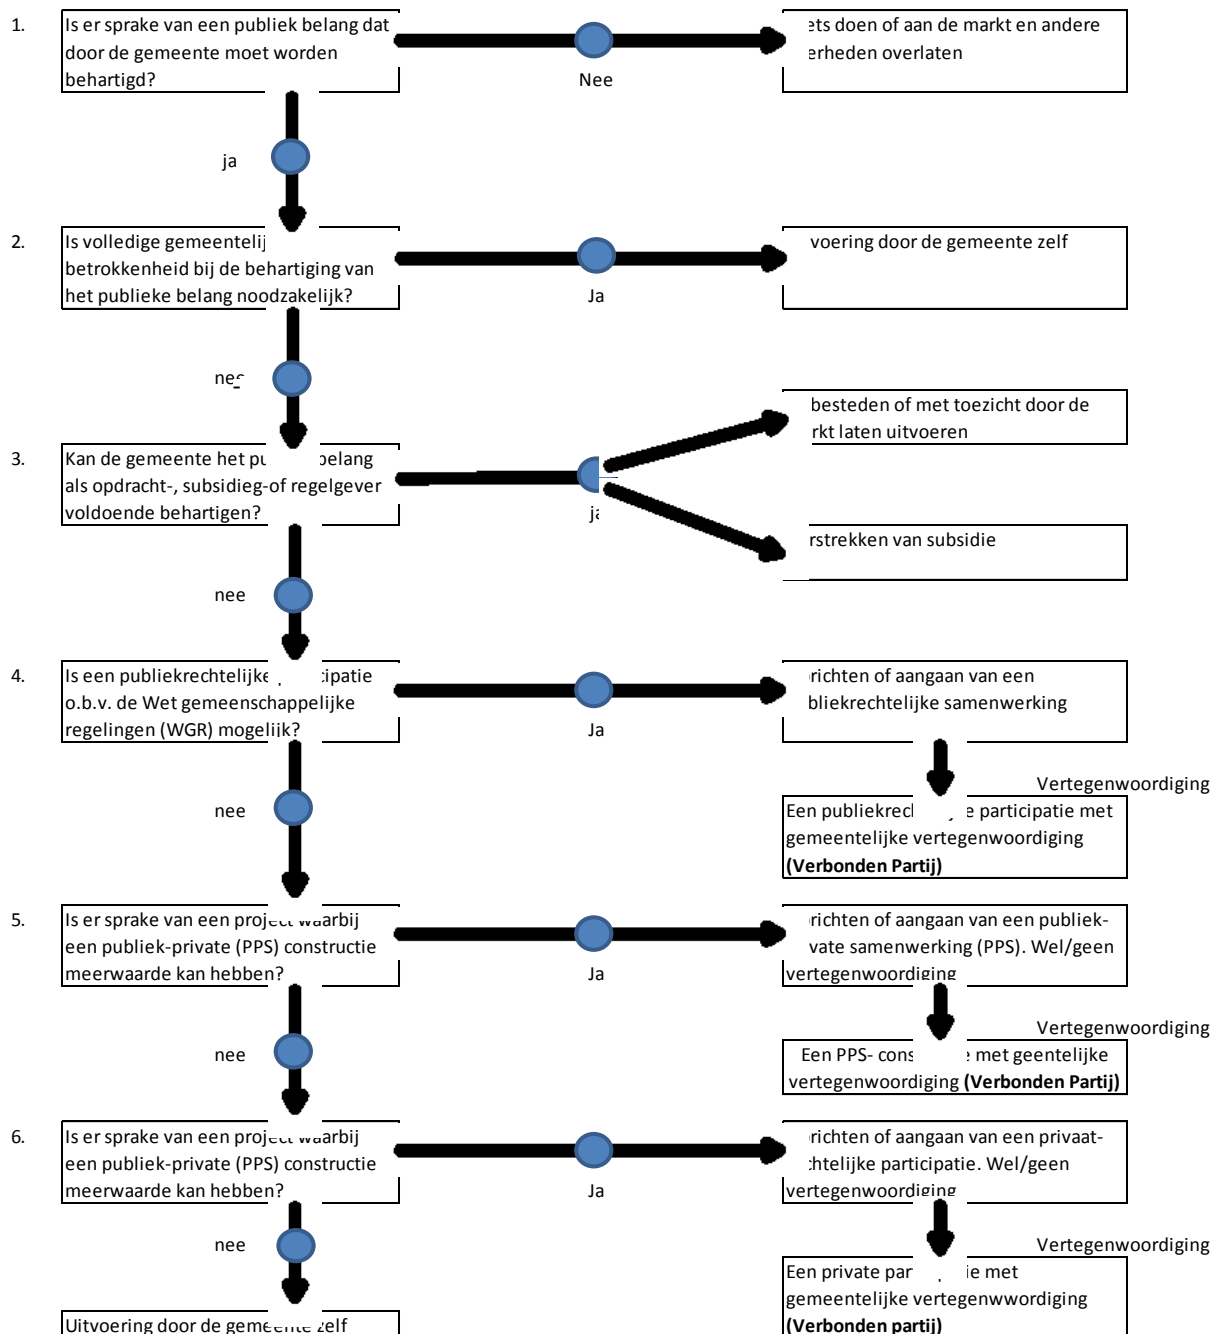 1.
Is er sprake van een publiek belang dat
door de gemeente moet worden
behartigd?
Nee
ets doen of aan de markt en andere
erheden overlaten
ja
2.
Is volledige gemeentelij
betrokkenheid bij de behartiging van
het publieke belang noodzakelijk?
Ja
voering door de gemeente zelf
nee
besteden of met toezicht door de
rkt laten uitvoeren
3.
Kan de gemeente het pu belang
als opdracht-, subsidieg-of regelgever
voldoende behartigen?
ja
rstrekken van subsidie
nee
4.
Is een publiekrechtelijke cipatie
o.b.v. de Wet gemeenschappelijke
regelingen (WGR) mogelijk?
Ja
richten of aangaan van een
bliekrechtelijke samenwerking
Vertegenwoordiging
nee
Een publiekrec e participatie met
gemeentelijke vertegenwoordiging
(Verbonden Partij)
5.
Is er sprake van een project waarbij
een publiek-private (PPS) constructie
meerwaarde kan hebben?
Ja
richten of aangaan van een publiek-
vate samenwerking (PPS). Wel/geen
vertegenwoordiging
Vertegenwoordiging
nee
Een PPS- cons e met geentelijke
vertegenwoordiging (Verbonden Partij)
6.
Is er sprake van een project waarbij
een publiek-private (PPS) constructie
meerwaarde kan hebben?
Ja
richten of aangaan van een privaat-
chtelijke participatie. Wel/geen
vertegenwoordiging
nee
Vertegenwoordiging
Een private par ie met
gemeentelijke vertegenwwordiging
(Verbonden partij)
Uitvoering door de gemeente zelf